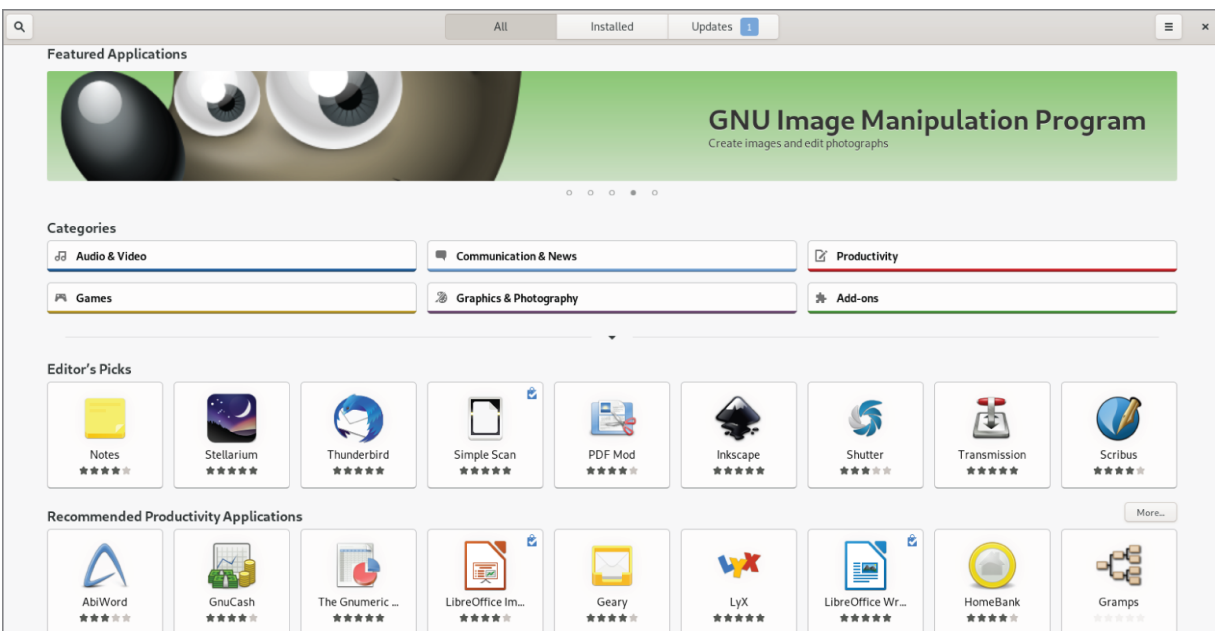 All Installed Updates 1
Featured Applications
GNU Image Manipulation Program
Create images and edit photographs
Categories
Audio & Video Communication & News Productivity
Games Graphics & Photography Add-ons
Editor's Picks
Notes Stellarium Thunderbird Simple Scan PDF Mod Inkscape Shutter Transmission Scribus
Recommended Productivity Applications More...
AbiWord GnuCash The Gnumeric ... LibreOffice Im... Geary LyX LibreOffice Wr... HomeBank Gramps